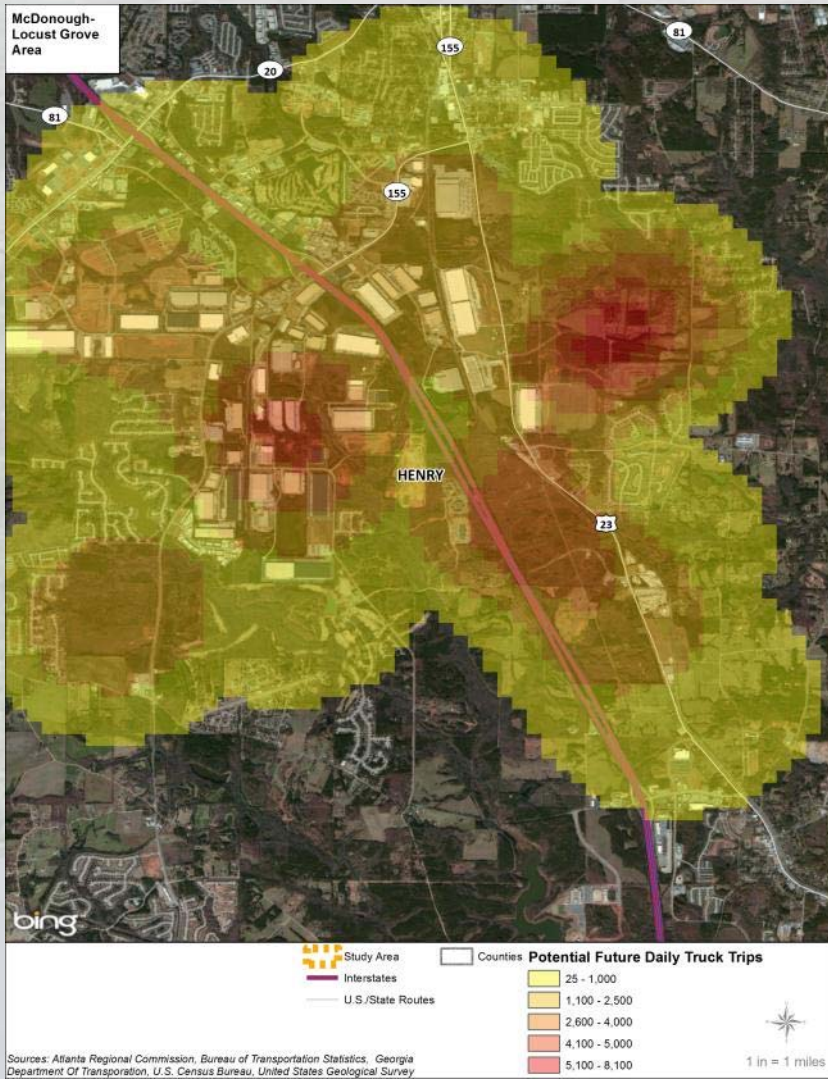 McDonough-
Locust Grove
Area
155
81
20
81
155
HENRY
23
bing
Study Area
Counties
Potential Future Daily Truck Trips
Interstates
25 - 1,000
U.S./State Routes
1,100 - 2,500
2,600 - 4,000
4,100 - 5,000
5,100 - 8,100
Sources: Atlanta Regional Commission, Bureau of Transportation Statistics, Georgia
Department Of Transporation, U.S. Census Bureau, United States Geological Survey
1 in = 1 miles